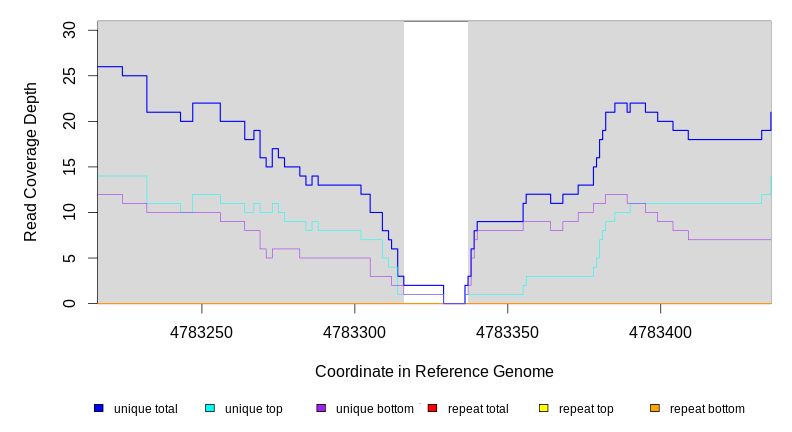 30
25
20
15
10
5
0
Read Coverage Depth
4783250 4783300 4783350 4783400
Coordinate in Reference Genome
unique total unique top unique bottom repeat total repeat top repeat bottom